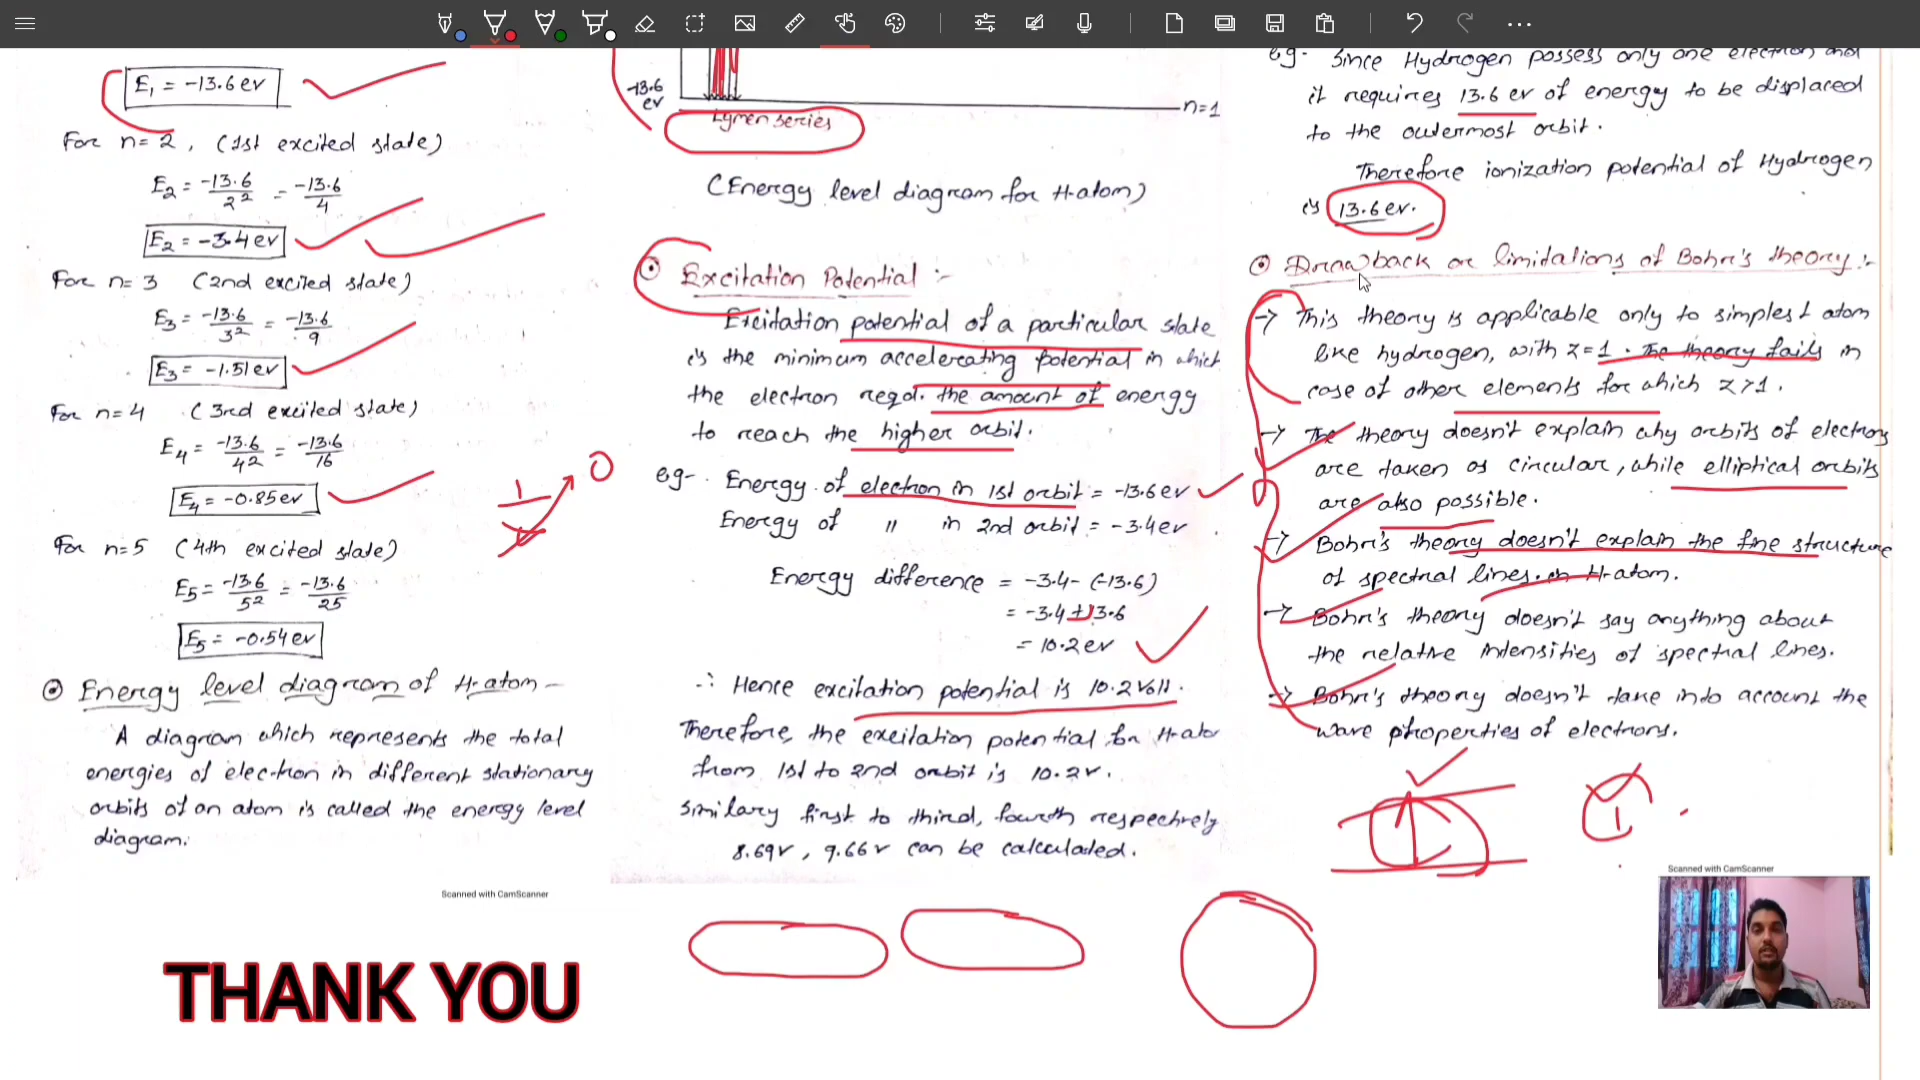 E₁ = -13.6 ev
For n=2, (1st excited state)
E₂ = -13.6/2² = -13.6/4
E₂ = -3.4 ev
For n=3 (2nd excited state)
E₃ = -13.6/3² = -13.6/9
E₃ = -1.51 ev
For n=4 (3rd excited state)
E₄ = -13.6/4² = -13.6/16
E₄ = -0.85 ev
For n=5 (4th excited state)
E₅ = -13.6/5² = -13.6/25
E₅ = -0.54 ev
Energy level diagram of H-atom -
A diagram which represents the total
energies of electron in different stationary
orbits of an atom is called the energy level
diagram.
Scanned with CamScanner
THANK YOU
0
1
-13.6
ev
n=1
Lymen series
(Energy level diagram for H-atom)
Excitation Potential :-
Excitation potential of a particular state
is the minimum accelerating potential in which
the electron reqd. the amount of energy
to reach the higher orbit.
eg- Energy of electron in 1st orbit = -13.6 ev
Energy of " in 2nd orbit = -3.4 ev
Energy difference = -3.4 - (-13.6)
= -3.4 + 13.6
= 10.2 ev
∴ Hence excitation potential is 10.2 Volt.
Therefore, the excitation potential for H-ato
from 1st to 2nd orbit is 10.2 v.
Similary first to third, fourth respectively
8.69 v, 9.66 v can be calculated.
eg- Since Hydrogen possess only one electron and
it requires 13.6 ev of energy to be displaced
to the outermost orbit.
Therefore ionization potential of Hydrogen
is 13.6 ev.
Drawback or limitations of Bohr's theory :-
→ This theory is applicable only to simplest atom
like hydrogen, with z=1. The theory fails in
case of other elements for which z>1.
→ The theory doesn't explain why orbits of electrons
are taken as circular, while elliptical orbits
are also possible.
→ Bohr's theory doesn't explain the fine structure
of spectral lines in H-atom.
→ Bohr's theory doesn't say anything about
the relative intensities of spectral lines.
→ Bohr's theory doesn't take into account the
wave properties of electrons.
Scanned with CamScanner